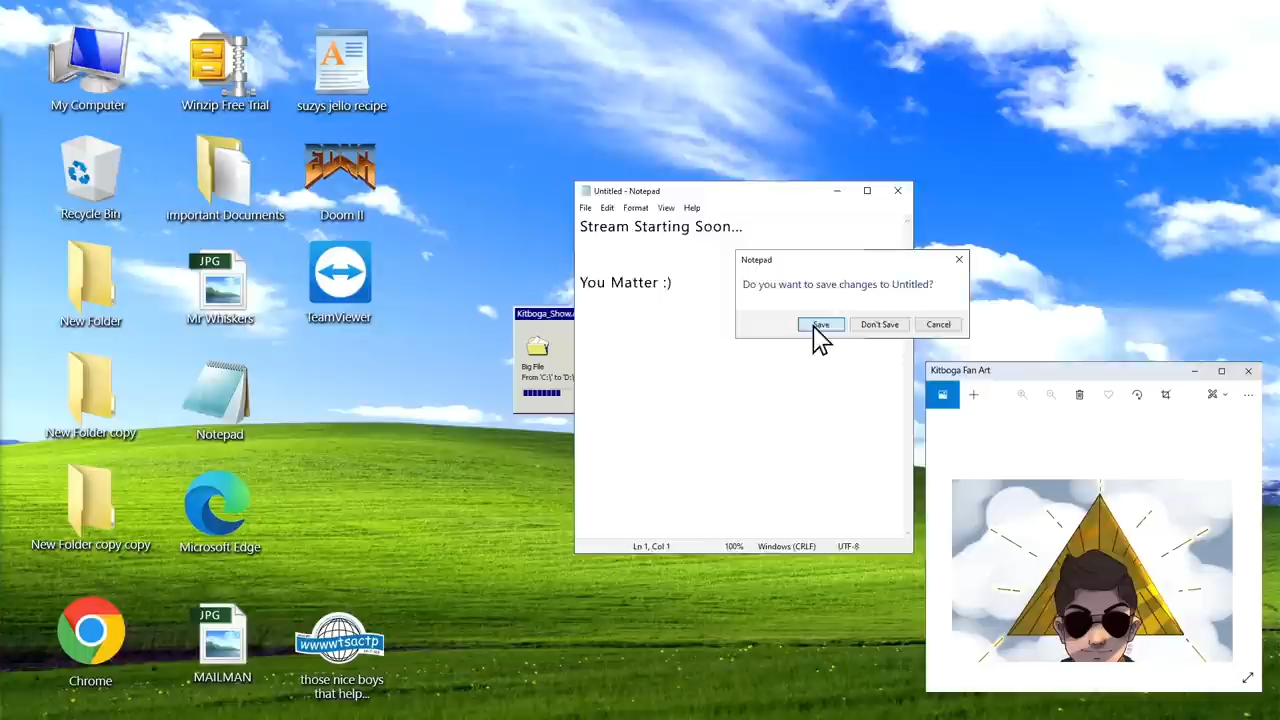 My Computer
Winzip Free Trial
suzys jello recipe
Recycle Bin
Important Documents
Doom II
New Folder
JPG
Mr Whiskers
TeamViewer
New Folder copy
Notepad
New Folder copy copy
Microsoft Edge
Chrome
JPG
MAILMAN
wwwwtsactp
those nice boys
that help...
Kitboga_Show.
Big File
From 'C:\' to 'D:\
Untitled - Notepad
File Edit Format View Help
Stream Starting Soon...
You Matter :)
Ln 1, Col 1 100% Windows (CRLF) UTF-8
Notepad
Do you want to save changes to Untitled?
Save Don't Save Cancel
Kitboga Fan Art